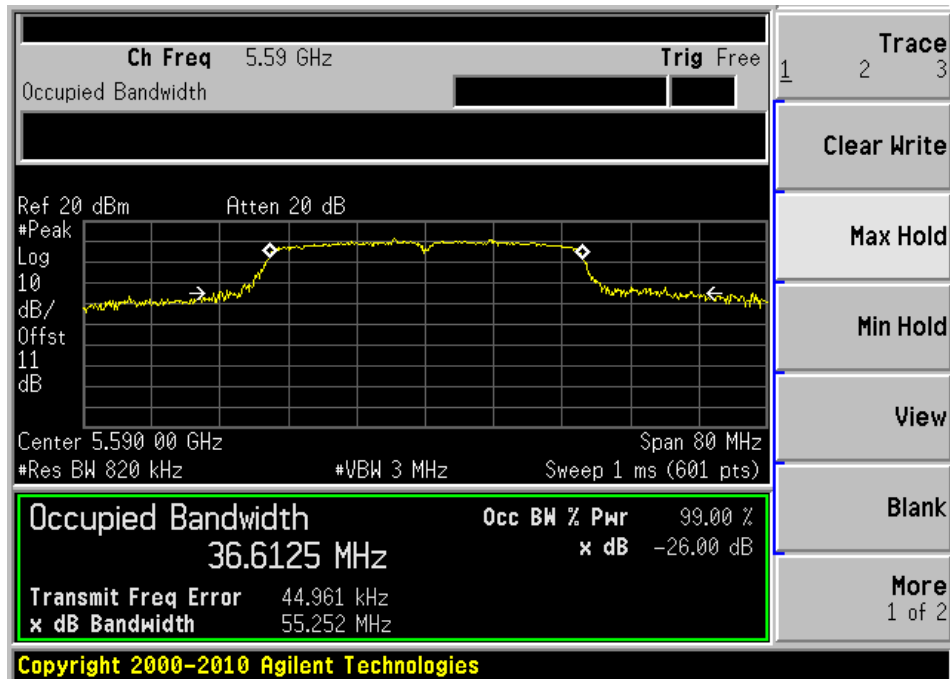 Ch Freq 5.59 GHz Trig Free
Occupied Bandwidth
Ref 20 dBm Atten 20 dB
#Peak
Log
10
dB/
Offst
11
dB
Center 5.590 00 GHz Span 80 MHz
#Res BW 820 kHz #VBW 3 MHz Sweep 1 ms (601 pts)
Occupied Bandwidth Occ BW % Pwr 99.00 %
36.6125 MHz x dB -26.00 dB
Transmit Freq Error 44.961 kHz
x dB Bandwidth 55.252 MHz
Copyright 2000-2010 Agilent Technologies
Trace
1 2 3
Clear Write
Max Hold
Min Hold
View
Blank
More
1 of 2